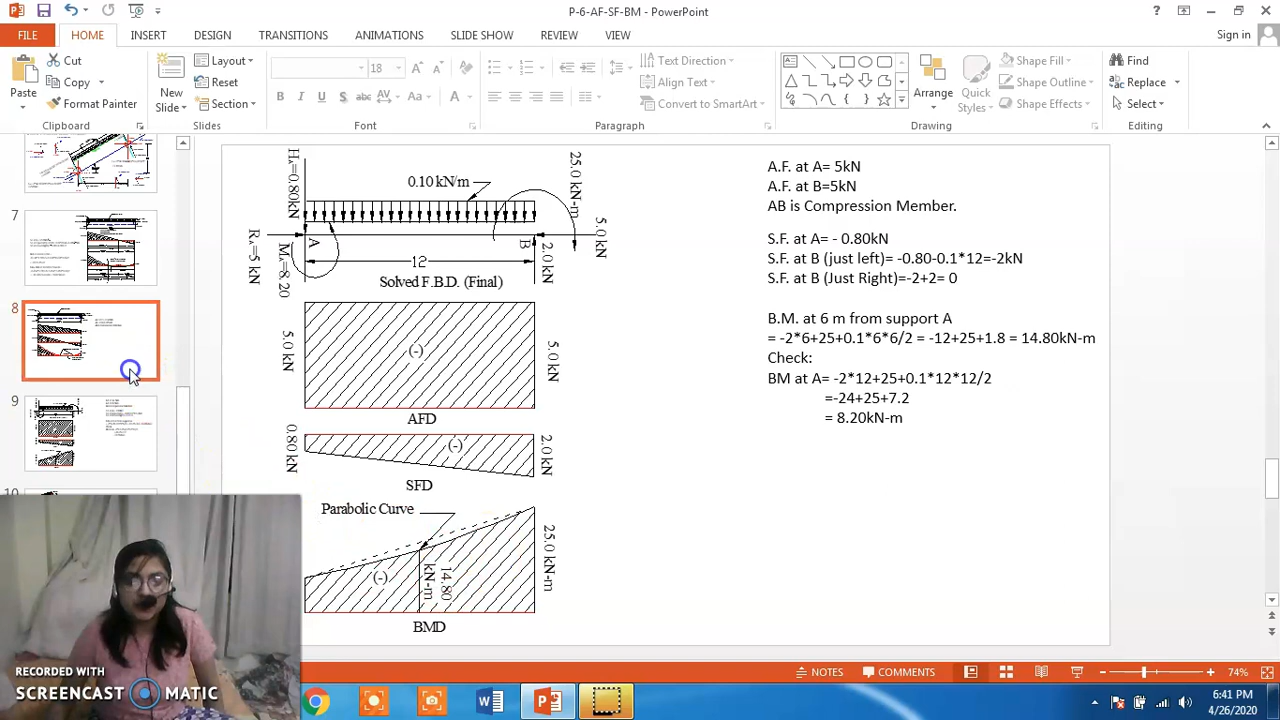 P-6-AF-SF-BM - PowerPoint
FILE HOME INSERT DESIGN TRANSITIONS ANIMATIONS SLIDE SHOW REVIEW VIEW Sign in
Cut
Copy
Format Painter
Paste
Clipboard
New
Slide
Layout
Reset
Section
Slides
18
Font
Text Direction
Align Text
Convert to SmartArt
Paragraph
Arrange
Quick
Styles
Shape Fill
Shape Outline
Shape Effects
Drawing
Find
Replace
Select
Editing
7
8
9
10
0.10 kN/m
25.0 kN-m
5.0 kN
2.0 kN
A
B
12
Solved F.B.D. (Final)
5.0 kN
(-)
5.0 kN
AFD
0.80 kN
(-)
2.0 kN
SFD
Parabolic Curve
(-)
14.80
kN-m
25.0 kN-m
BMD
A.F. at A= 5kN
A.F. at B=5kN
AB is Compression Member.
S.F. at A= - 0.80kN
S.F. at B (just left)= -0.80-0.1*12=-2kN
S.F. at B (Just Right)=-2+2= 0
B.M. at 6 m from support A
= -2*6+25+0.1*6*6/2 = -12+25+1.8 = 14.80kN-m
Check:
BM at A= -2*12+25+0.1*12*12/2
=-24+25+7.2
= 8.20kN-m
RECORDED WITH
SCREENCAST MATIC
NOTES COMMENTS 74%
6:41 PM
4/26/2020